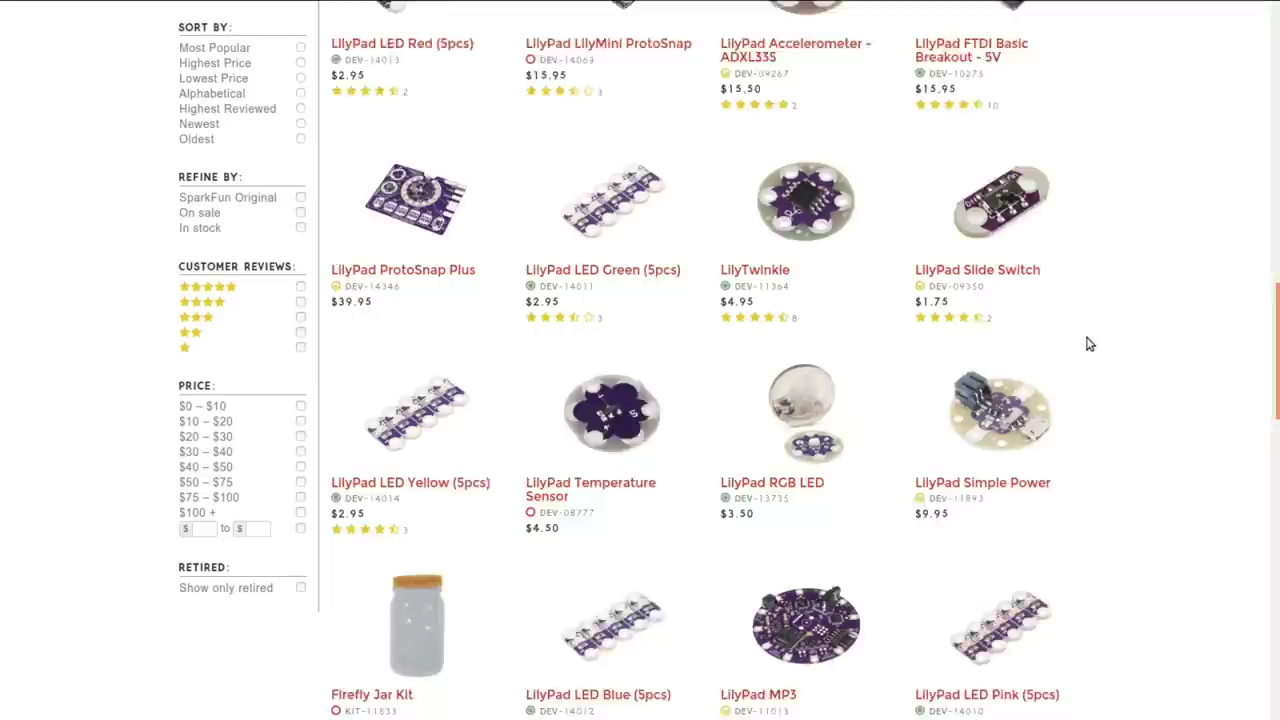 SORT BY:
Most Popular
Highest Price
Lowest Price
Alphabetical
Highest Reviewed
Newest
Oldest
REFINE BY:
SparkFun Original
On sale
In stock
CUSTOMER REVIEWS:
PRICE:
$0 – $10
$10 – $20
$20 – $30
$30 – $40
$40 – $50
$50 – $75
$75 – $100
$100 +
$ to $
RETIRED:
Show only retired
LilyPad LED Red (5pcs)
DEV-14013
$2.95
2
LilyPad LilyMini ProtoSnap
DEV-14063
$15.95
3
LilyPad Accelerometer -
ADXL335
DEV-09267
$15.50
2
LilyPad FTDI Basic
Breakout - 5V
DEV-10275
$15.95
10
LilyPad ProtoSnap Plus
DEV-14346
$39.95
LilyPad LED Green (5pcs)
DEV-14011
$2.95
3
LilyTwinkle
DEV-11364
$4.95
8
LilyPad Slide Switch
DEV-09350
$1.75
2
LilyPad LED Yellow (5pcs)
DEV-14014
$2.95
3
LilyPad Temperature
Sensor
DEV-08777
$4.50
LilyPad RGB LED
DEV-13735
$3.50
LilyPad Simple Power
DEV-11893
$9.95
Firefly Jar Kit
KIT-11833
LilyPad LED Blue (5pcs)
DEV-14012
LilyPad MP3
DEV-11013
LilyPad LED Pink (5pcs)
DEV-14010